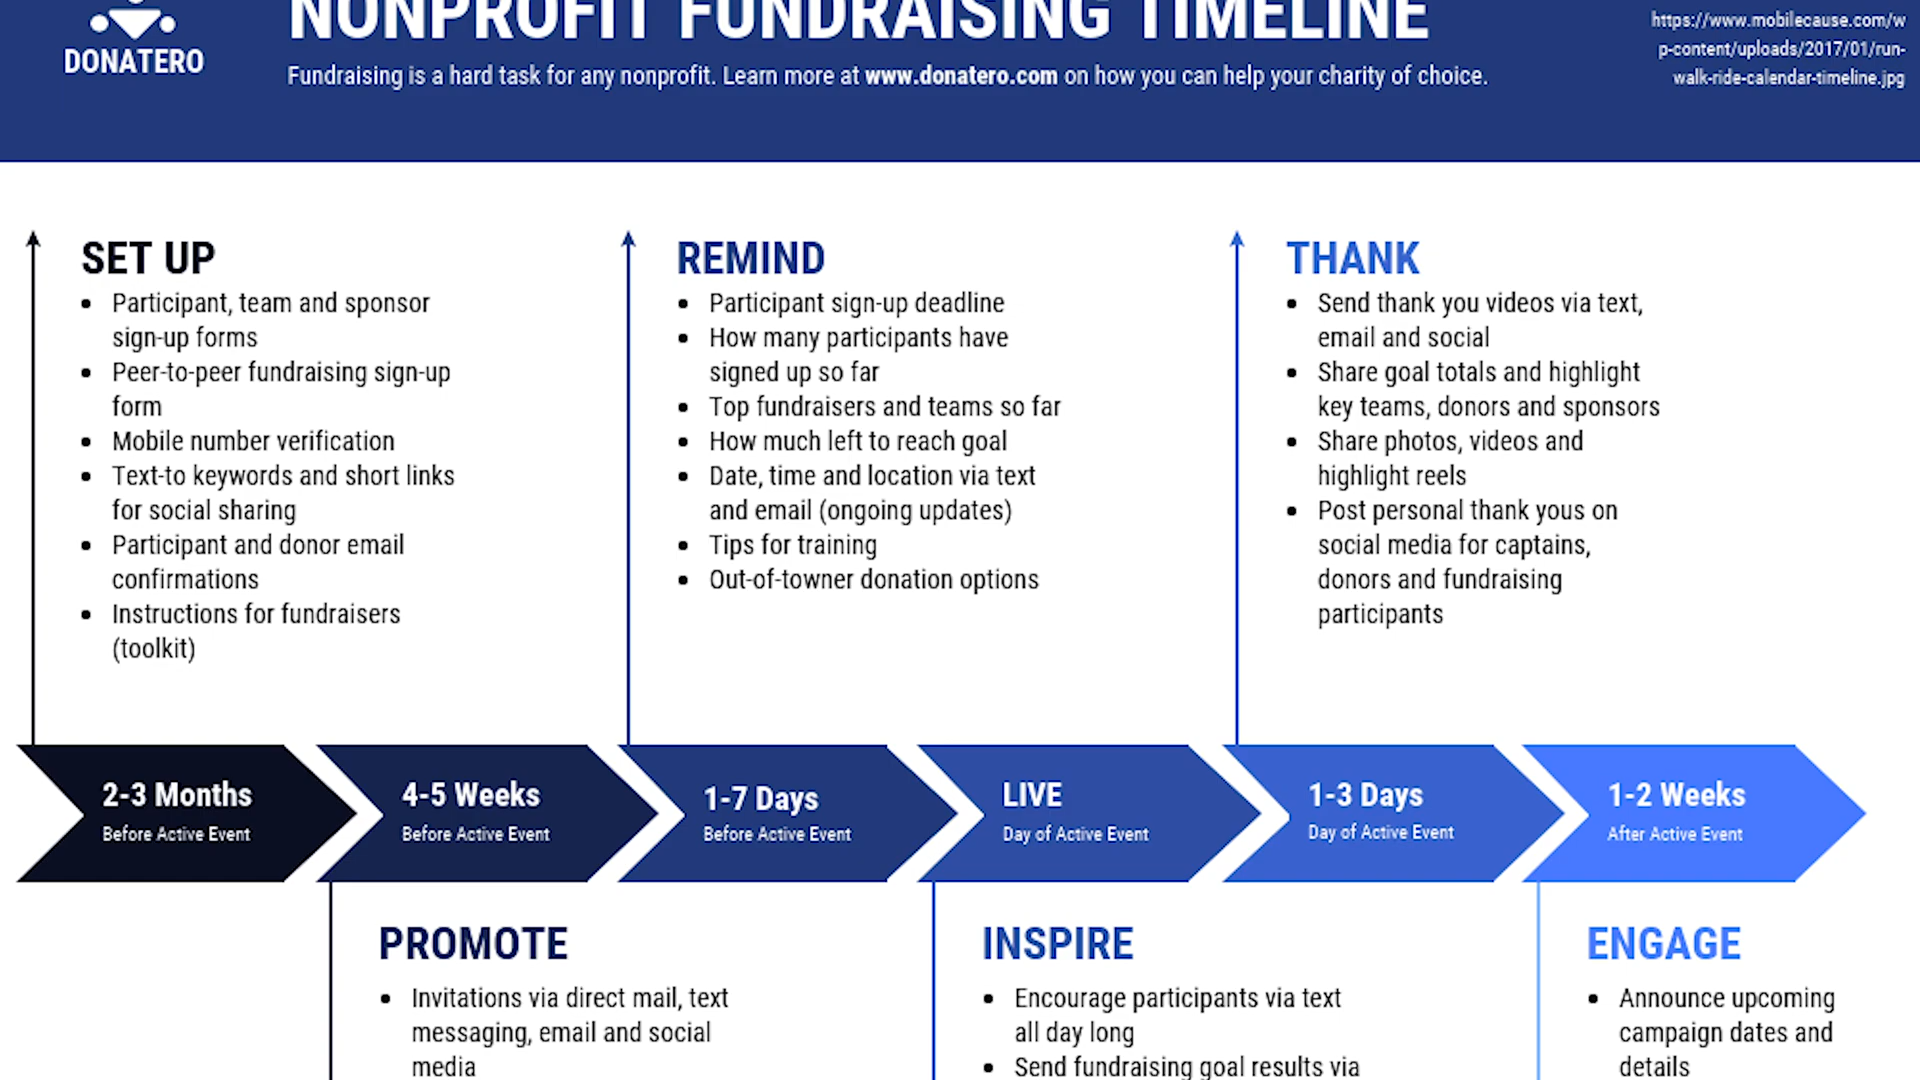 NONPROFIT FUNDRAISING TIMELINE
DONATERO
Fundraising is a hard task for any nonprofit. Learn more at www.donatero.com on how you can help your charity of choice.
https://www.mobilecause.com/w
p-content/uploads/2017/01/run-
walk-ride-calendar-timeline.jpg
SET UP
• Participant, team and sponsor
sign-up forms
• Peer-to-peer fundraising sign-up
form
• Mobile number verification
• Text-to keywords and short links
for social sharing
• Participant and donor email
confirmations
• Instructions for fundraisers
(toolkit)
REMIND
• Participant sign-up deadline
• How many participants have
signed up so far
• Top fundraisers and teams so far
• How much left to reach goal
• Date, time and location via text
and email (ongoing updates)
• Tips for training
• Out-of-towner donation options
THANK
• Send thank you videos via text,
email and social
• Share goal totals and highlight
key teams, donors and sponsors
• Share photos, videos and
highlight reels
• Post personal thank yous on
social media for captains,
donors and fundraising
participants
2-3 Months
Before Active Event
4-5 Weeks
Before Active Event
1-7 Days
Before Active Event
LIVE
Day of Active Event
1-3 Days
Day of Active Event
1-2 Weeks
After Active Event
PROMOTE
• Invitations via direct mail, text
messaging, email and social
media
INSPIRE
• Encourage participants via text
all day long
• Send fundraising goal results via
ENGAGE
• Announce upcoming
campaign dates and
details